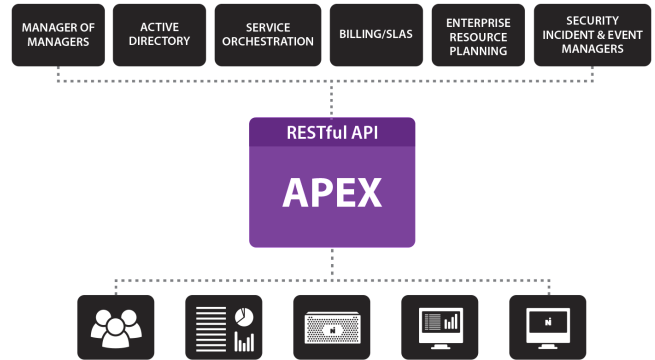 MANAGER OF
MANAGERS
ACTIVE
DIRECTORY
SERVICE
ORCHESTRATION
BILLING/SLAS
ENTERPRISE
RESOURCE
PLANNING
SECURITY
INCIDENT & EVENT
MANAGERS
RESTful API
APEX